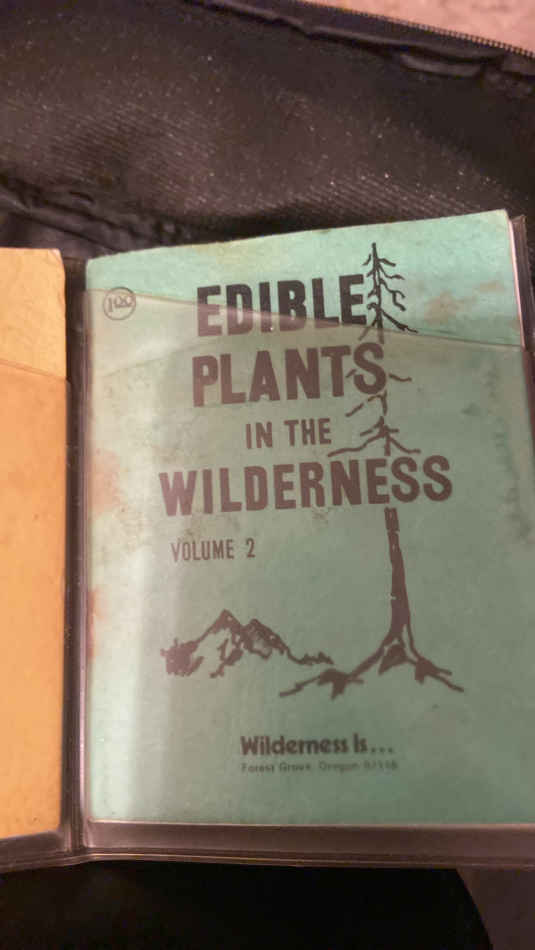 1.00
EDIBLE
PLANTS
IN THE
WILDERNESS
VOLUME 2
Wilderness Is...
Forest Grove, Oregon 97116